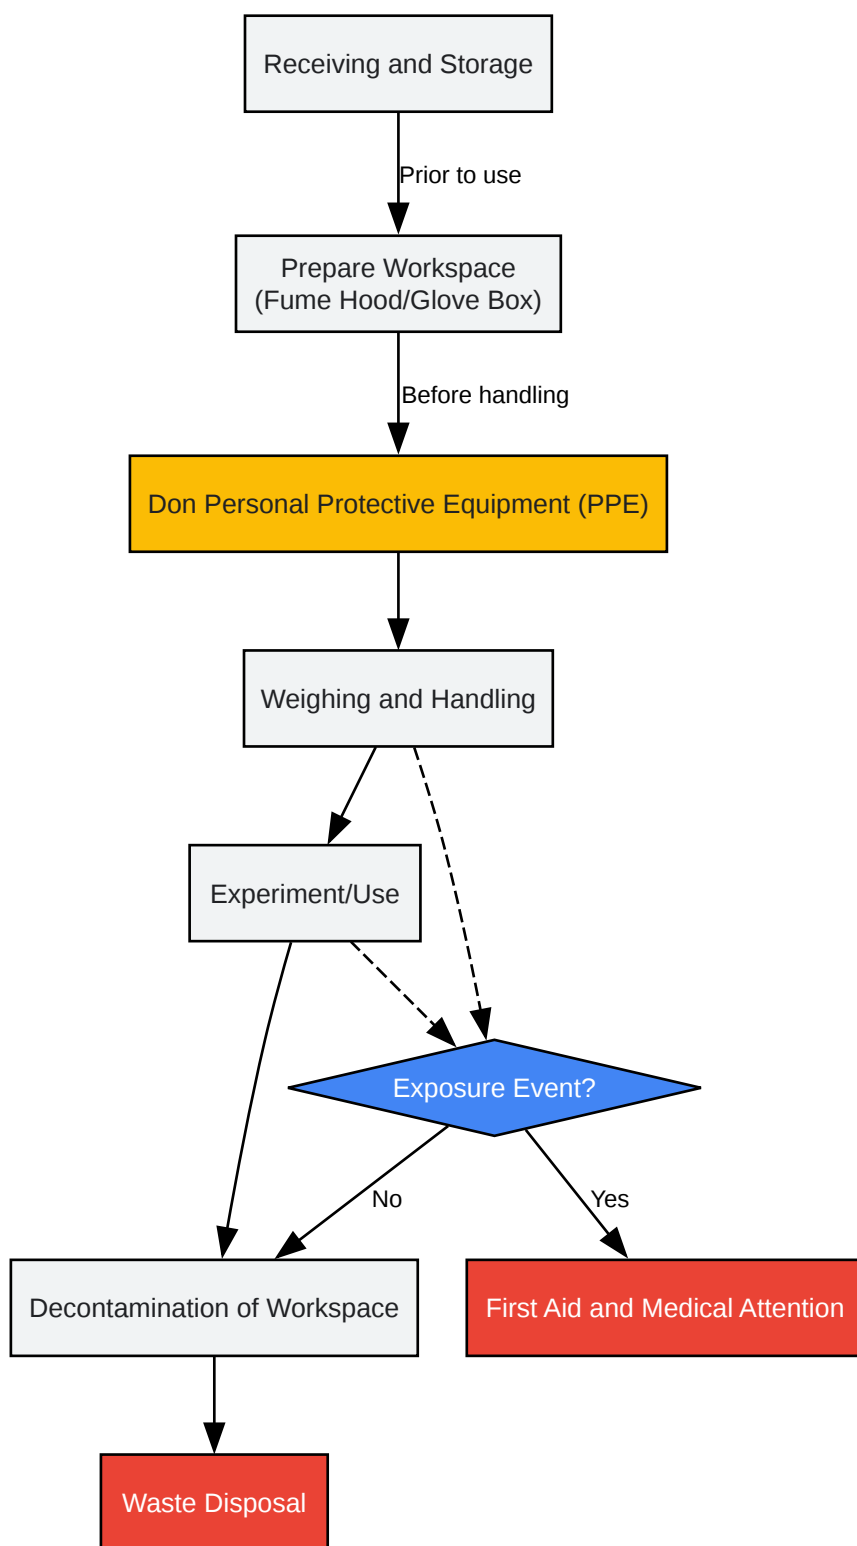 Receiving and Storage
Prior to use
Prepare Workspace
(Fume Hood/Glove Box)
Before handling
Don Personal Protective Equipment (PPE)
Weighing and Handling
Experiment/Use
Exposure Event?
No
Yes
Decontamination of Workspace
First Aid and Medical Attention
Waste Disposal